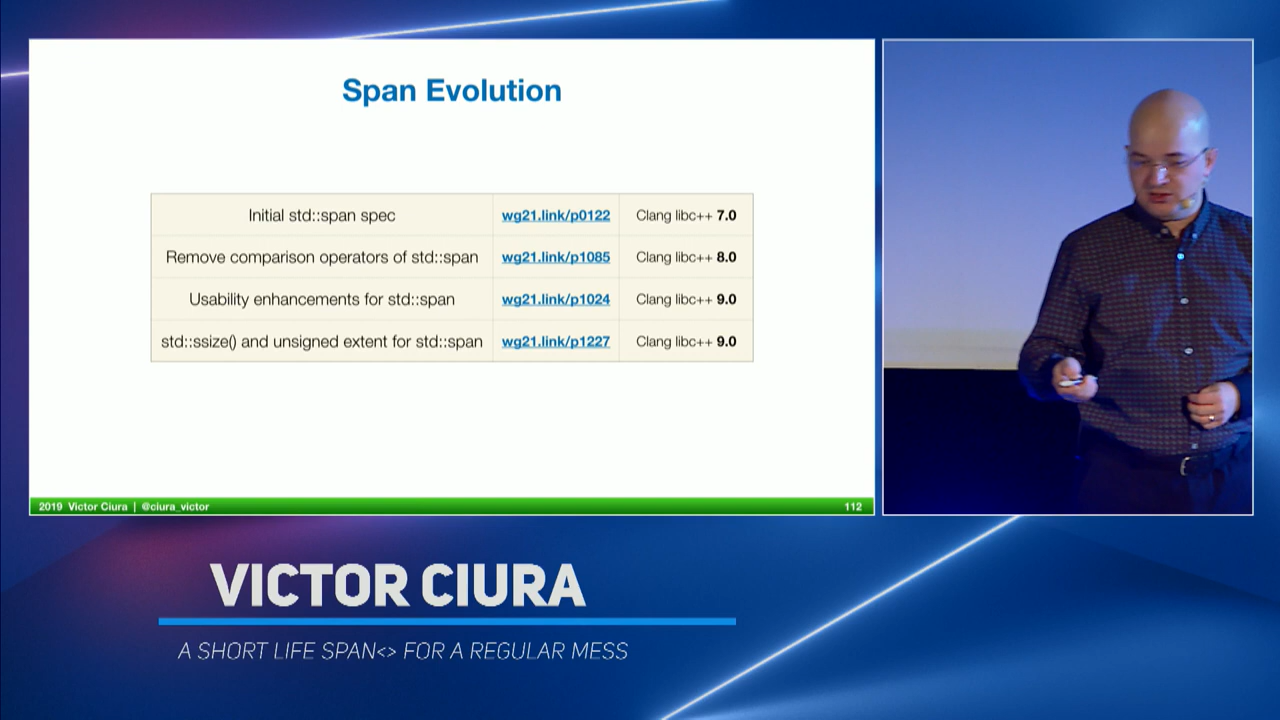 Span Evolution
Initial std::span spec wg21.link/p0122 Clang libc++ 7.0
Remove comparison operators of std::span wg21.link/p1085 Clang libc++ 8.0
Usability enhancements for std::span wg21.link/p1024 Clang libc++ 9.0
std::ssize() and unsigned extent for std::span wg21.link/p1227 Clang libc++ 9.0
2019 Victor Ciura | @ciura_victor 112
VICTOR CIURA
A SHORT LIFE SPAN<> FOR A REGULAR MESS